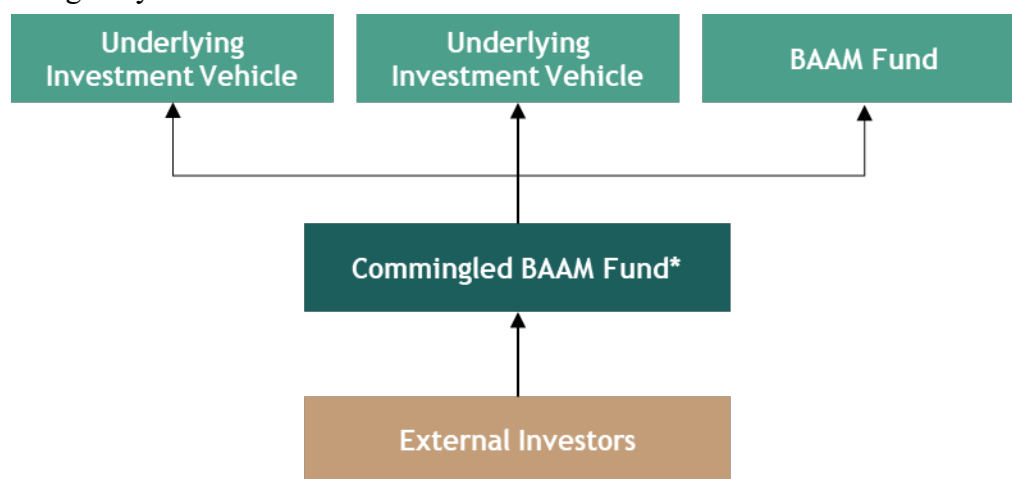 Underlying
Investment Vehicle
Underlying
Investment Vehicle
BAAM Fund
Commingled BAAM Fund*
External Investors